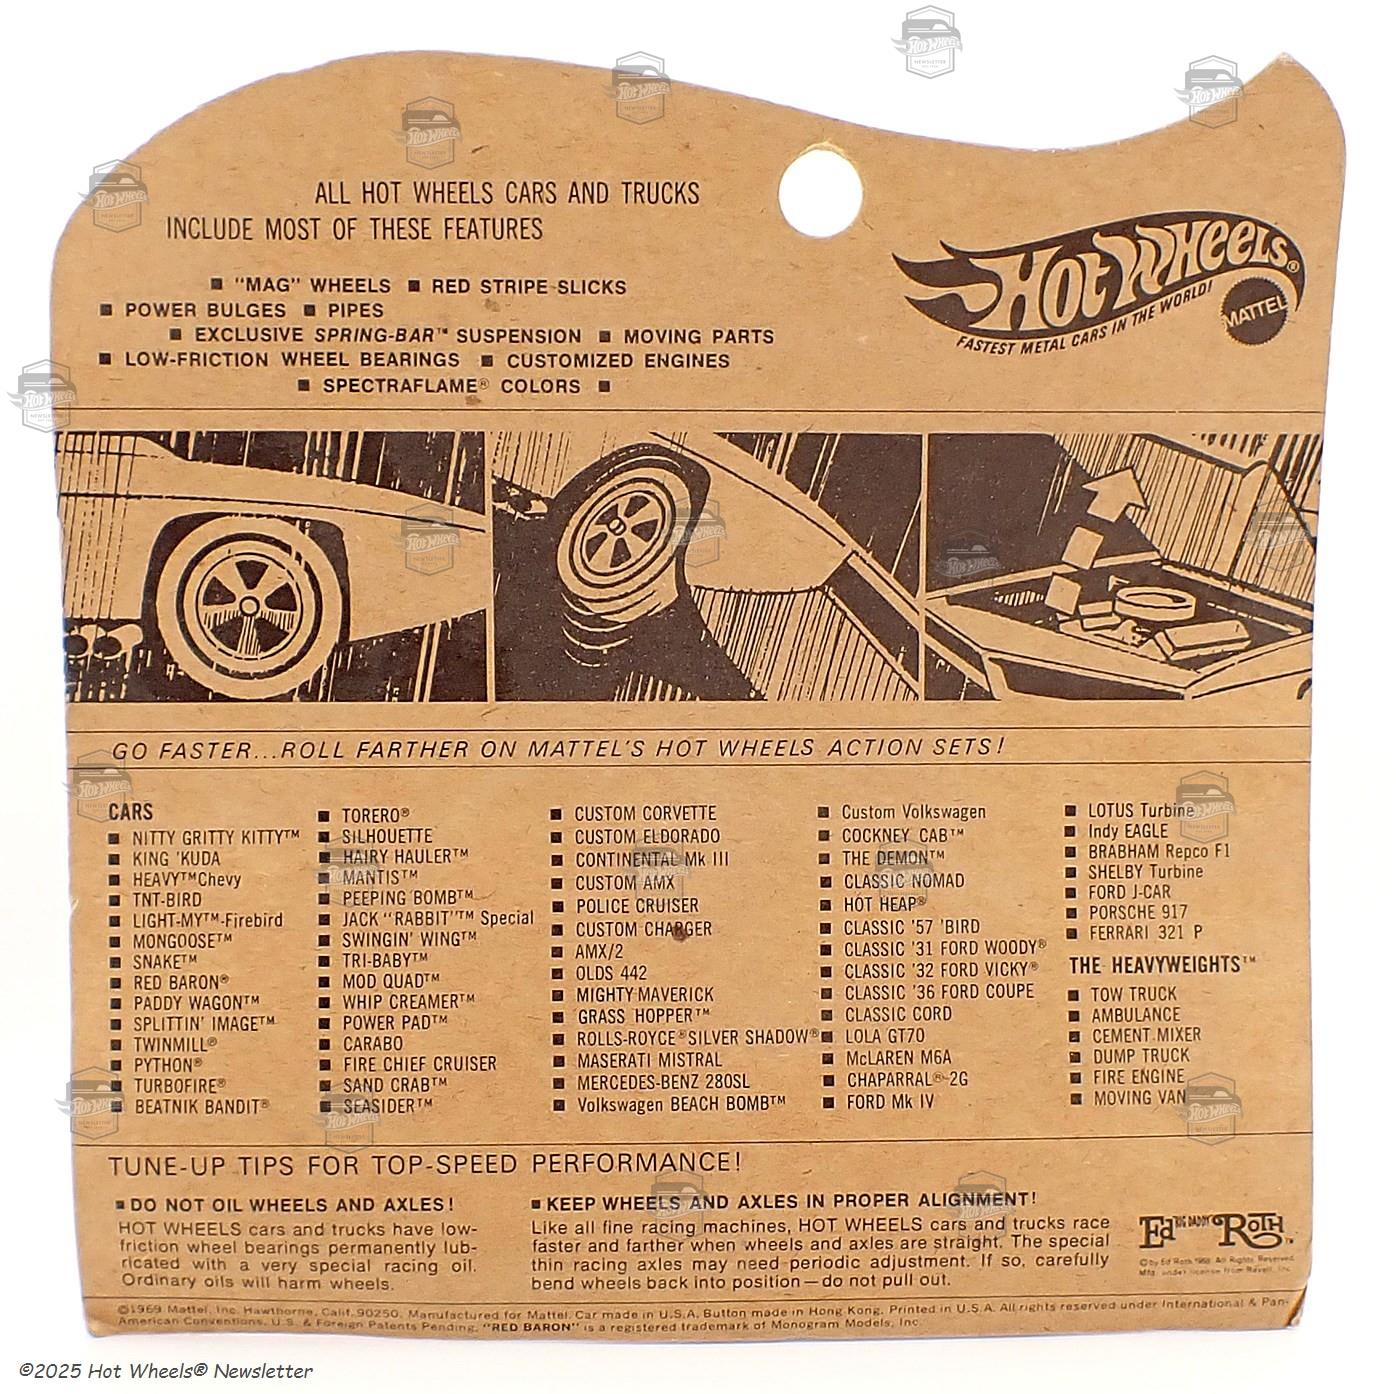 ALL HOT WHEELS CARS AND TRUCKS
INCLUDE MOST OF THESE FEATURES
■ "MAG" WHEELS ■ RED STRIPE SLICKS
■ POWER BULGES ■ PIPES
■ EXCLUSIVE SPRING-BAR™ SUSPENSION ■ MOVING PARTS
■ LOW-FRICTION WHEEL BEARINGS ■ CUSTOMIZED ENGINES
■ SPECTRAFLAME® COLORS ■
HOT WHEELS®
FASTEST METAL CARS IN THE WORLD!
MATTEL
GO FASTER...ROLL FARTHER ON MATTEL'S HOT WHEELS ACTION SETS!
CARS
■ NITTY GRITTY KITTY™
■ KING 'KUDA
■ HEAVY™Chevy
■ TNT-BIRD
■ LIGHT-MY™-Firebird
■ MONGOOSE™
■ SNAKE™
■ RED BARON®
■ PADDY WAGON™
■ SPLITTIN' IMAGE™
■ TWINMILL®
■ PYTHON®
■ TURBOFIRE®
■ BEATNIK BANDIT®
■ TORERO®
■ SILHOUETTE
■ HAIRY HAULER™
■ MANTIS™
■ PEEPING BOMB™
■ JACK "RABBIT"™ Special
■ SWINGIN' WING™
■ TRI-BABY™
■ MOD QUAD™
■ WHIP CREAMER™
■ POWER PAD™
■ CARABO
■ FIRE CHIEF CRUISER
■ SAND CRAB™
■ SEASIDER™
■ CUSTOM CORVETTE
■ CUSTOM ELDORADO
■ CONTINENTAL Mk III
■ CUSTOM AMX
■ POLICE CRUISER
■ CUSTOM CHARGER
■ AMX/2
■ OLDS 442
■ MIGHTY MAVERICK
■ GRASS HOPPER™
■ ROLLS-ROYCE® SILVER SHADOW®
■ MASERATI MISTRAL
■ MERCEDES-BENZ 280SL
■ Volkswagen BEACH BOMB™
■ Custom Volkswagen
■ COCKNEY CAB™
■ THE DEMON™
■ CLASSIC NOMAD
■ HOT HEAP®
■ CLASSIC '57 'BIRD
■ CLASSIC '31 FORD WOODY®
■ CLASSIC '32 FORD VICKY®
■ CLASSIC '36 FORD COUPE
■ CLASSIC CORD
■ LOLA GT70
■ McLAREN M6A
■ CHAPARRAL®-2G
■ FORD Mk IV
■ LOTUS Turbine
■ Indy EAGLE
■ BRABHAM Repco F1
■ SHELBY Turbine
■ FORD J-CAR
■ PORSCHE 917
■ FERRARI 321 P
THE HEAVYWEIGHTS™
■ TOW TRUCK
■ AMBULANCE
■ CEMENT MIXER
■ DUMP TRUCK
■ FIRE ENGINE
■ MOVING VAN
TUNE-UP TIPS FOR TOP-SPEED PERFORMANCE!
■ DO NOT OIL WHEELS AND AXLES!
HOT WHEELS cars and trucks have low-
friction wheel bearings permanently lub-
ricated with a very special racing oil.
Ordinary oils will harm wheels.
■ KEEP WHEELS AND AXLES IN PROPER ALIGNMENT!
Like all fine racing machines, HOT WHEELS cars and trucks race
faster and farther when wheels and axles are straight. The special
thin racing axles may need periodic adjustment. If so, carefully
bend wheels back into position—do not pull out.
Ed "BIG DADDY" ROTH™
©by Ed Roth 1968 All Rights Reserved
Mfg. under license from Revell, Inc.
©1969 Mattel, Inc. Hawthorne, Calif. 90250. Manufactured for Mattel. Car made in U.S.A. Button made in Hong Kong. Printed in U.S.A. All rights reserved under International & Pan-
American Conventions. U.S. & Foreign Patents Pending. "RED BARON" is a registered trademark of Monogram Models, Inc.
©2025 Hot Wheels® Newsletter